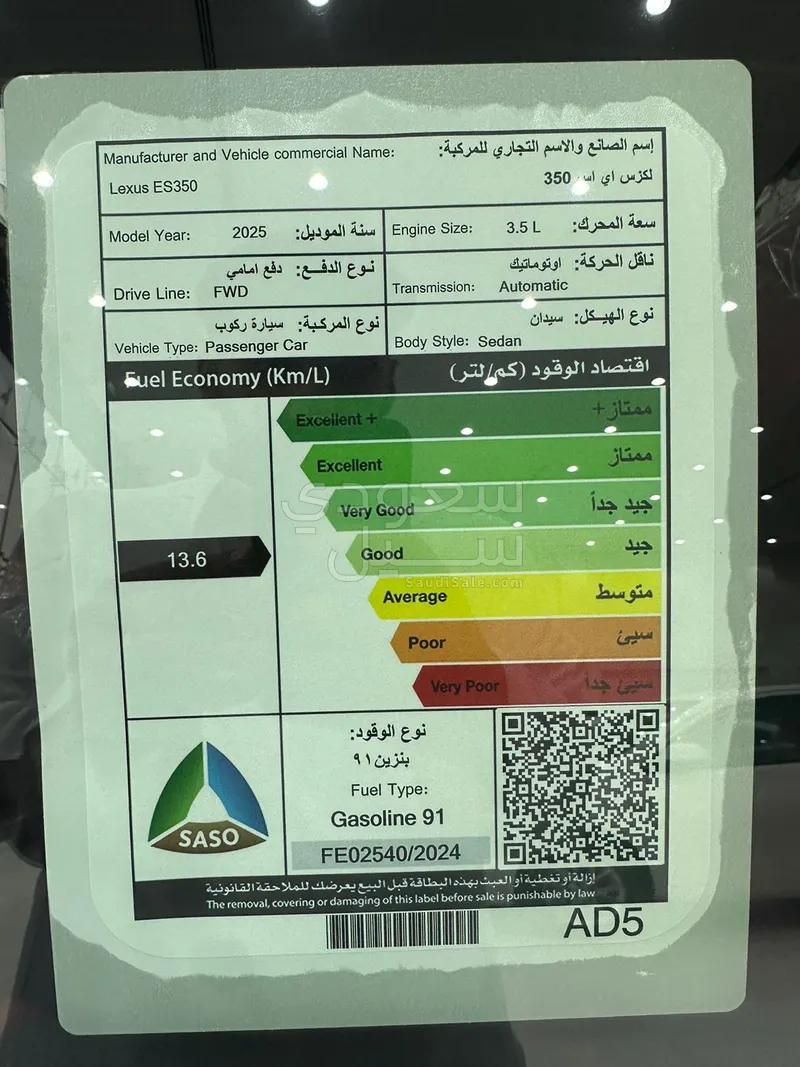 Manufacturer and Vehicle commercial Name: إسم الصانع والاسم التجاري للمركبة:
Lexus ES350 لكزس اي اس 350
Model Year: 2025 سنة الموديل:
Engine Size: 3.5 L سعة المحرك:
نوع الدفع: دفع امامي
Drive Line: FWD
ناقل الحركة: اوتوماتيك
Transmission: Automatic
نوع المركبة: سيارة ركوب
Vehicle Type: Passenger Car
نوع الهيكل: سيدان
Body Style: Sedan
Fuel Economy (Km/L) اقتصاد الوقود (كم/لتر)
Excellent + ممتاز+
Excellent ممتاز
Very Good جيد جداً
Good جيد
Average متوسط
Poor سيئ
Very Poor سيئ جداً
13.6
سعودي سيل
SaudiSale.com
SASO
نوع الوقود:
بنزين ٩١
Fuel Type:
Gasoline 91
FE02540/2024
إزالة أو تغطية أو العبث بهذه البطاقة قبل البيع يعرضك للملاحقة القانونية
The removal, covering or damaging of this label before sale is punishable by law
AD5